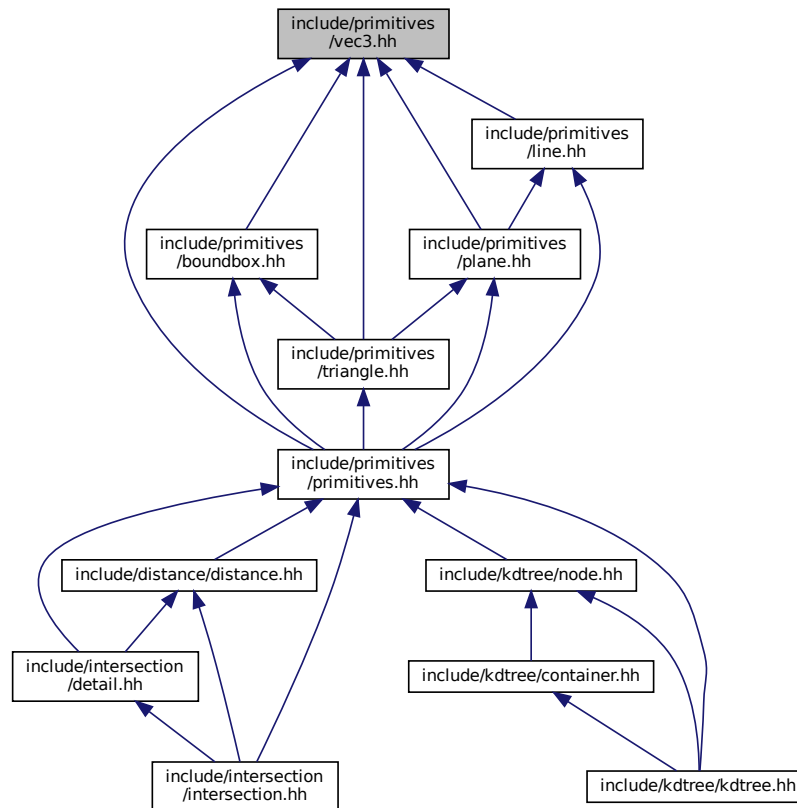 include/primitives
/vec3.hh
include/primitives
/line.hh
include/primitives
/boundbox.hh
include/primitives
/plane.hh
include/primitives
/triangle.hh
include/primitives
/primitives.hh
include/distance/distance.hh
include/kdtree/node.hh
include/intersection
/detail.hh
include/kdtree/container.hh
include/intersection
/intersection.hh
include/kdtree/kdtree.hh